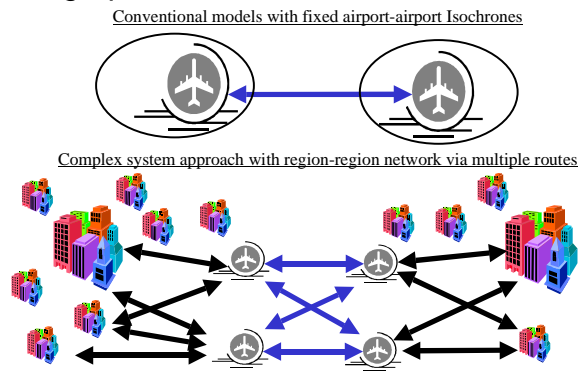 Conventional models with fixed airport-airport Isochrones
Complex system approach with region-region network via multiple routes